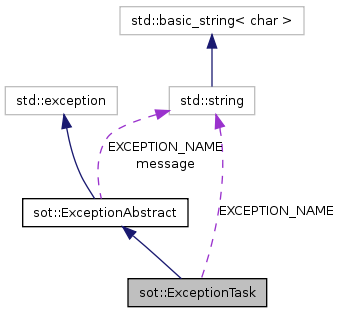 std::basic_string< char >
std::exception
std::string
EXCEPTION_NAME
message
sot::ExceptionAbstract
EXCEPTION_NAME
sot::ExceptionTask